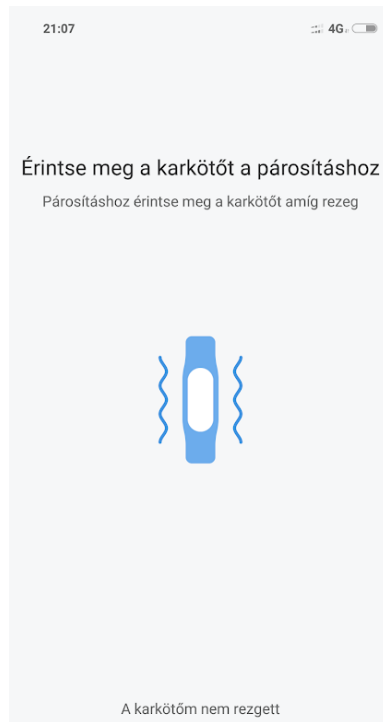 21:07 4G
Érintse meg a karkötőt a párosításhoz
Párosításhoz érintse meg a karkötőt amíg rezeg
A karkötőm nem rezgett